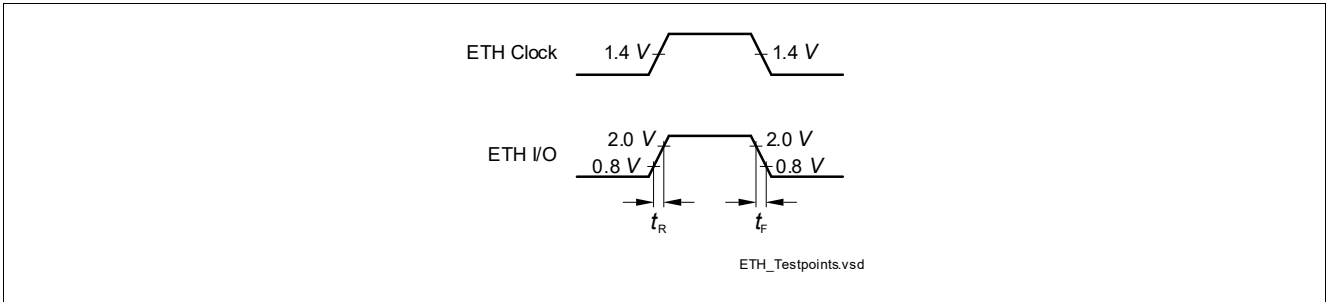 ETH Clock 1.4 V 1.4 V
2.0 V 2.0 V
ETH I/O
0.8 V 0.8 V
tR tF
ETH_Testpoints.vsd